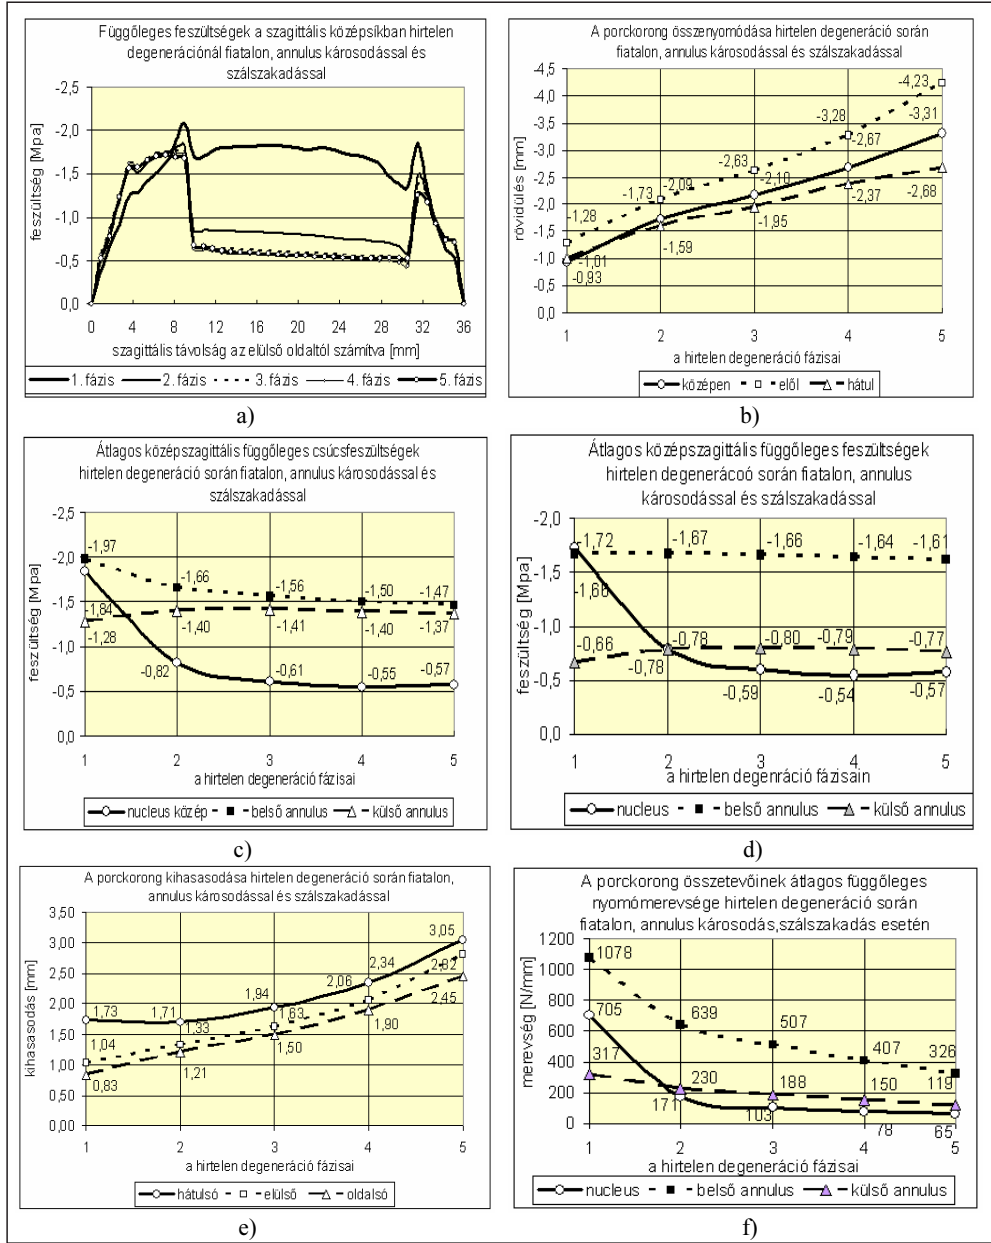 Függőleges feszültségek a szagittális középsíkban hirtelen
degenerációnál fiatalon, annulus károsodással és
szálszakadással
feszültség [Mpa]
-2,5
-2,0
-1,5
-1,0
-0,5
0,0
0 4 8 12 16 20 24 28 32 36
szagittális távolság az elülső oldaltól számítva [mm]
1. fázis 2. fázis 3. fázis 4. fázis 5. fázis
a)
A porckorong összenyomódása hirtelen degeneráció során
fiatalon, annulus károsodással és szálszakadással
rövidülés [mm]
-4,5
-4,0
-3,5
-3,0
-2,5
-2,0
-1,5
-1,0
-0,5
0,0
-4,23
-3,28
-3,31
-2,63
-2,67
-1,73
-2,09
-2,10
-1,28
-2,37
-2,68
-1,95
-1,59
-1,01
-0,93
1 2 3 4 5
a hirtelen degeneráció fázisai
középen elől hátul
b)
Átlagos középszagittális függőleges csúcsfeszültségek
hirtelen degeneráció során fiatalon, annulus károsodással és
szálszakadással
feszültség [Mpa]
-2,5
-2,0
-1,5
-1,0
-0,5
0,0
-1,97
-1,66
-1,56
-1,50
-1,47
-1,84
-1,28
-1,40
-1,41
-1,40
-1,37
-0,82
-0,61
-0,55
-0,57
1 2 3 4 5
a hirtelen degeneráció fázisai
nucleus közép belső annulus külső annulus
c)
Átlagos középszagittális függőleges feszültségek
hirtelen degenerácoó során fiatalon, annulus
károsodással és szálszakadással
feszültség [Mpa]
-2,0
-1,5
-1,0
-0,5
0,0
-1,72
-1,67
-1,66
-1,64
-1,61
-1,66
-0,66
-0,78
-0,80
-0,79
-0,77
-0,78
-0,59
-0,54
-0,57
1 2 3 4 5
a hirtelen degenráció fázisain
nucleus belső annulus külső annulus
d)
A porckorong kihasasodása hirtelen degeneráció során fiatalon,
annulus károsodással és szálszakadással
kihasasodás [mm]
3,50
3,00
2,50
2,00
1,50
1,00
0,50
0,00
3,05
2,34
2,06
2,82
1,94
1,73
1,71
1,33
1,63
2,45
1,04
1,90
1,50
1,21
0,83
1 2 3 4 5
a hirtelen degeneráció fázisai
hátulsó elülső oldalsó
e)
A porckorong összetevőinek átlagos függőleges
nyomómerevsége hirtelen degeneráció során
fiatalon, annulus károsodás,szálszakadás esetén
merevség [N/mm]
1200
1000
800
600
400
200
0
1078
705
639
507
407
326
317
230
188
150
119
171
103
78
65
1 2 3 4 5
a hirtelen degeneráció fázisai
nucleus belső annulus külső annulus
f)